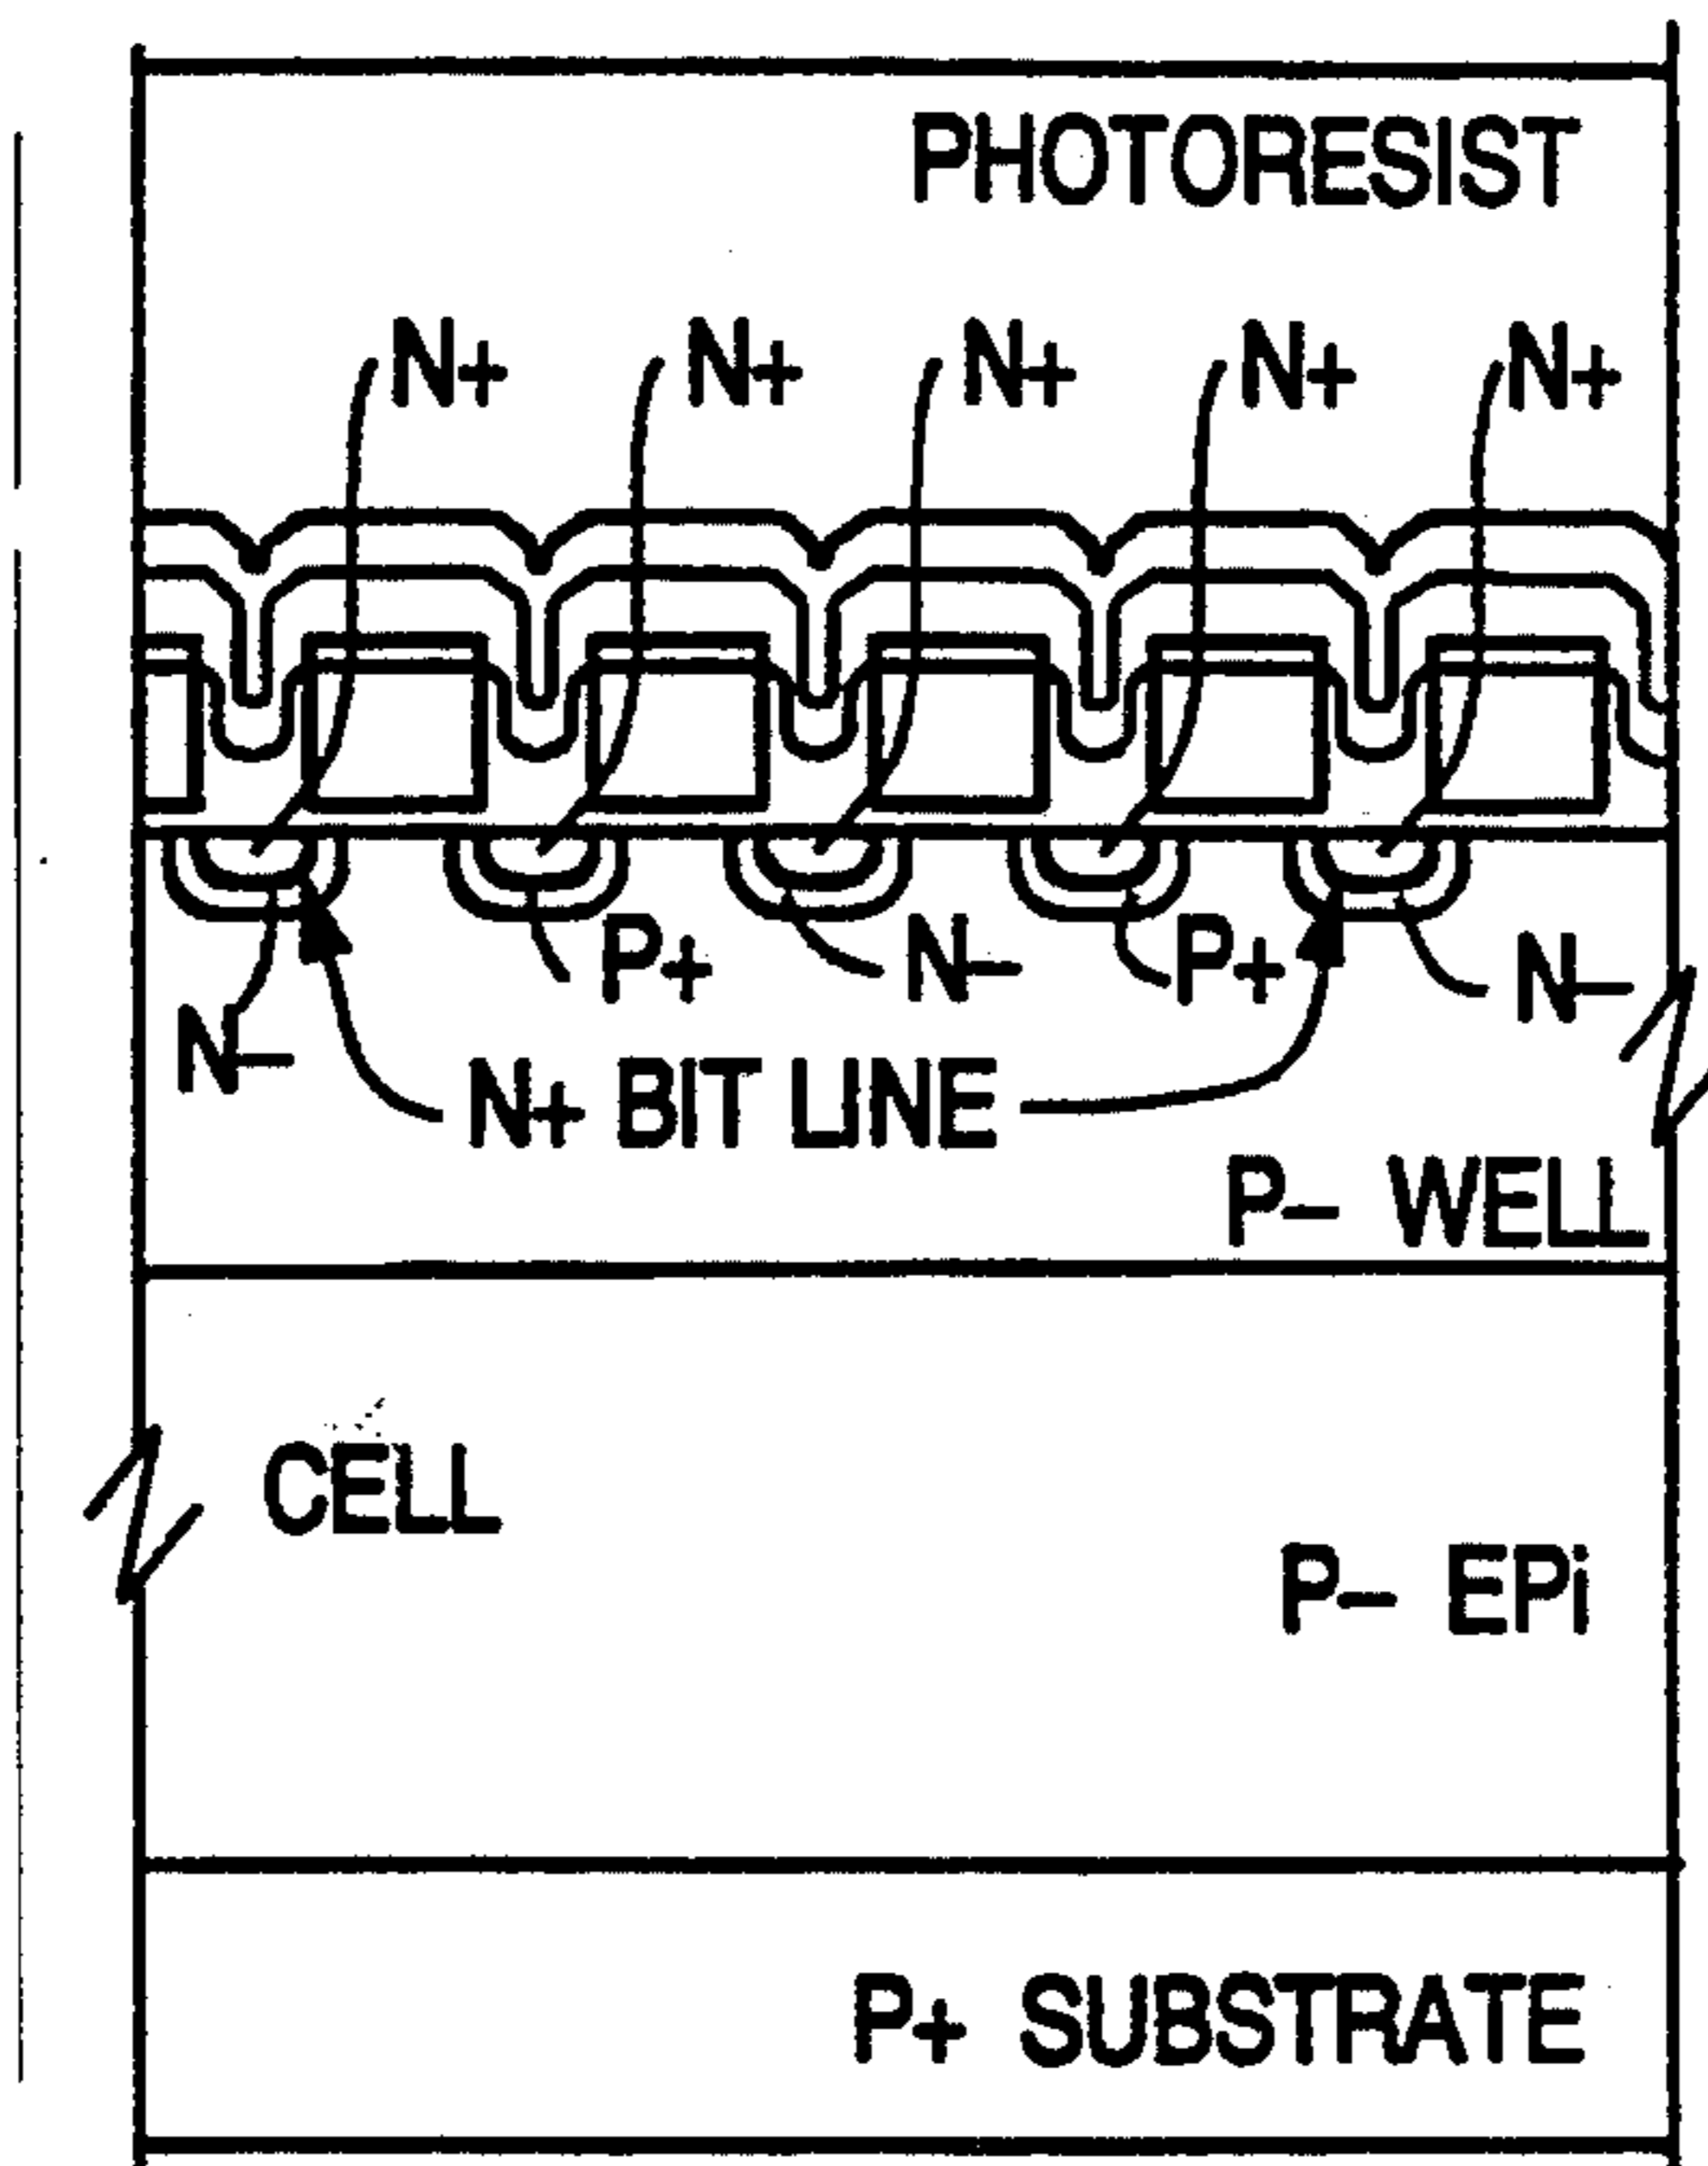 PHOTORESIST
N+ N+ N+ N+ N+
P+ N- P+ N-
N-
N+ BIT LINE
P- WELL
CELL
P- EPi
P+ SUBSTRATE